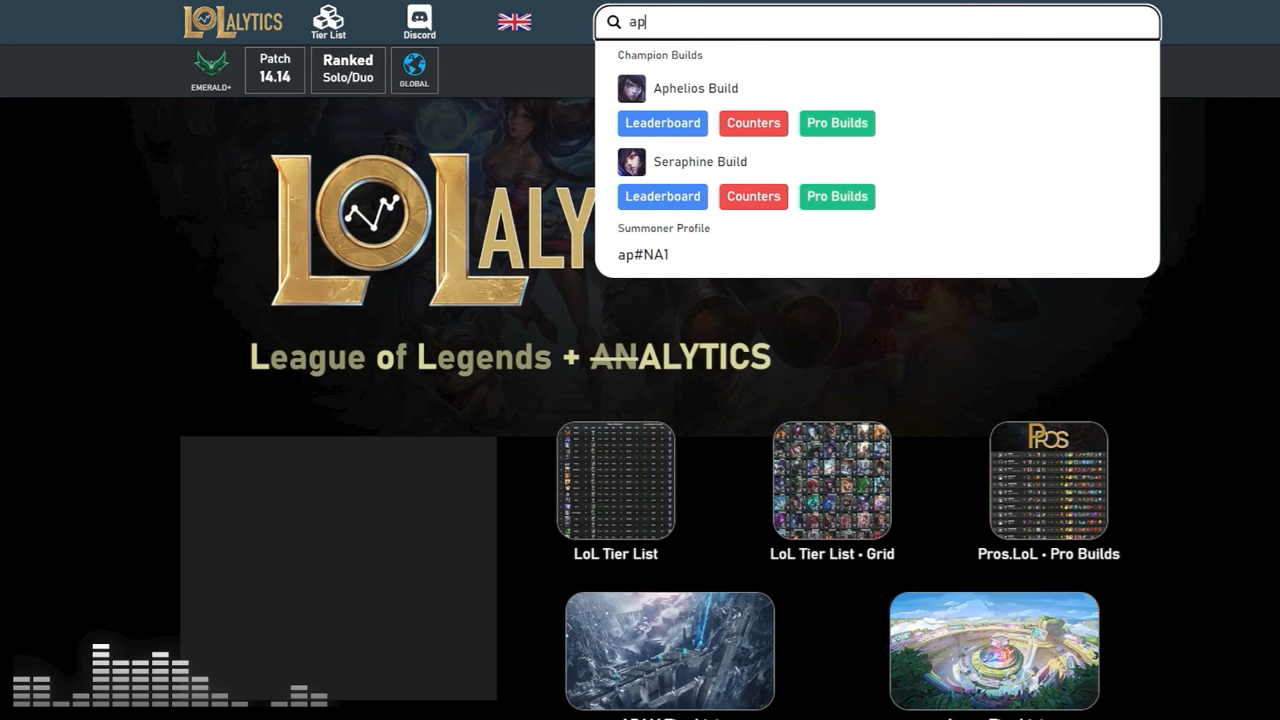 LOLALYTICS
Tier List
Discord
ap
EMERALD+
Patch
14.14
Ranked
Solo/Duo
GLOBAL
Champion Builds
Aphelios Build
Leaderboard
Counters
Pro Builds
Seraphine Build
Leaderboard
Counters
Pro Builds
Summoner Profile
ap#NA1
LOLALY
League of Legends + ANALYTICS
PROS
LoL Tier List
LoL Tier List - Grid
Pros.LoL - Pro Builds